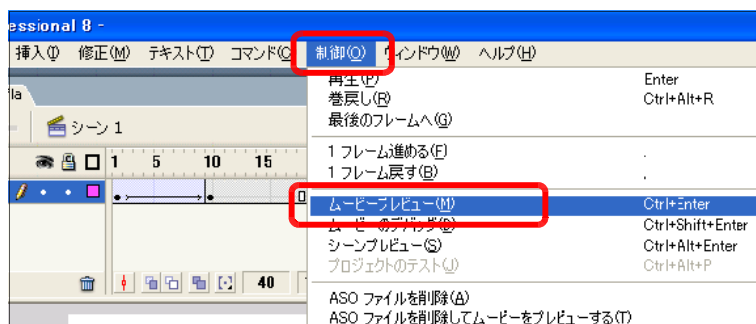 essional 8 -
挿入(I) 修正(M) テキスト(T) コマンド(C) 制御(O) ウィンドウ(W) ヘルプ(H)
再生(P) Enter
巻戻し(R) Ctrl+Alt+R
最後のフレームへ(G)
1 フレーム進める(F) .
1 フレーム戻す(B) ,
ムービープレビュー(M) Ctrl+Enter
ムービーのデバッグ(D) Ctrl+Shift+Enter
シーンプレビュー(S) Ctrl+Alt+Enter
プロジェクトのテスト(J) Ctrl+Alt+P
ASO ファイルを削除(A)
ASO ファイルを削除してムービーをプレビューする(T)
fla
シーン 1
1 5 10 15
40